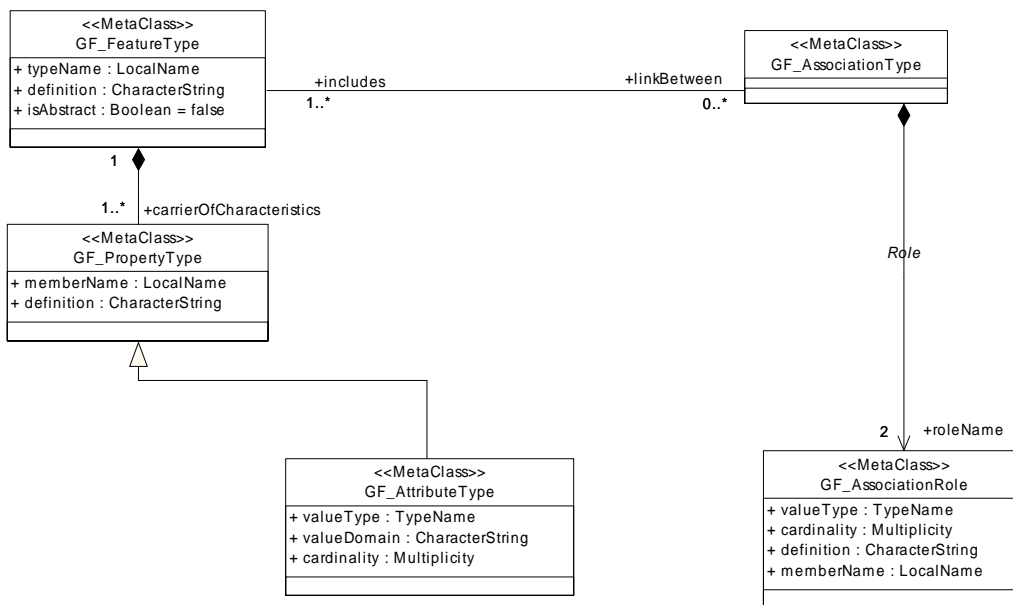 <<MetaClass>>
GF_FeatureType
+ typeName : LocalName
+ definition : CharacterString
+ isAbstract : Boolean = false
+includes
1..*
+linkBetween
0..*
<<MetaClass>>
GF_AssociationType
1
1..*
+carrierOfCharacteristics
<<MetaClass>>
GF_PropertyType
+ memberName : LocalName
+ definition : CharacterString
Role
2
+roleName
<<MetaClass>>
GF_AttributeType
+ valueType : TypeName
+ valueDomain : CharacterString
+ cardinality : Multiplicity
<<MetaClass>>
GF_AssociationRole
+ valueType : TypeName
+ cardinality : Multiplicity
+ definition : CharacterString
+ memberName : LocalName